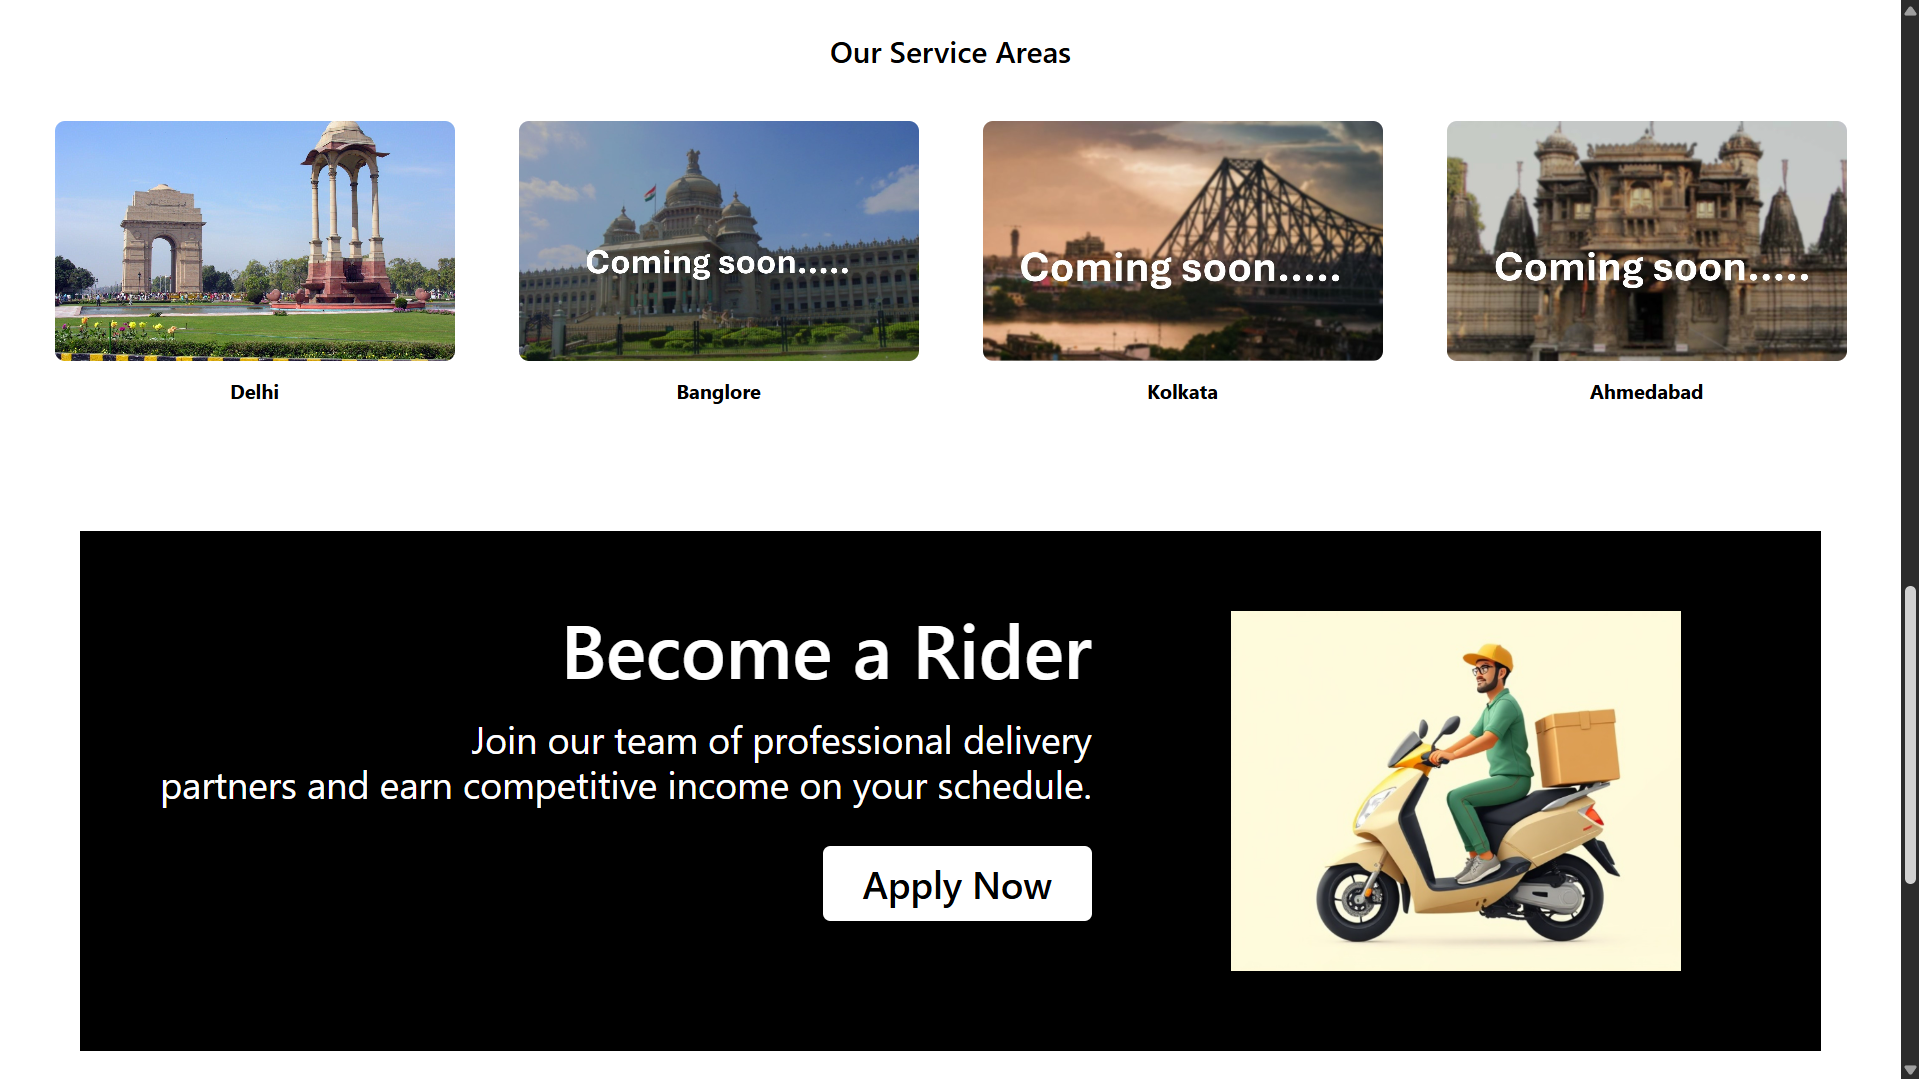 Our Service Areas
Coming soon.....
Coming soon.....
Coming soon.....
Delhi
Banglore
Kolkata
Ahmedabad
Become a Rider
Join our team of professional delivery
partners and earn competitive income on your schedule.
Apply Now